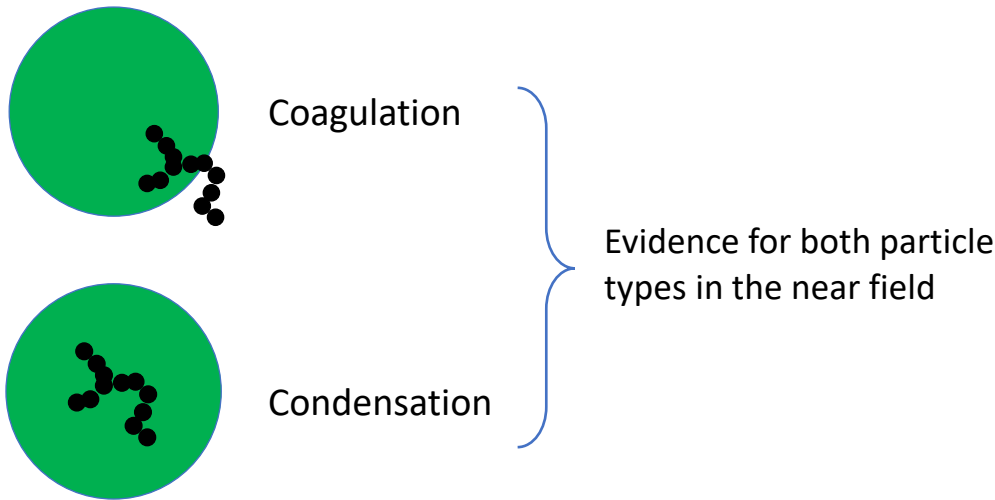 Coagulation
Evidence for both particle
types in the near field
Condensation